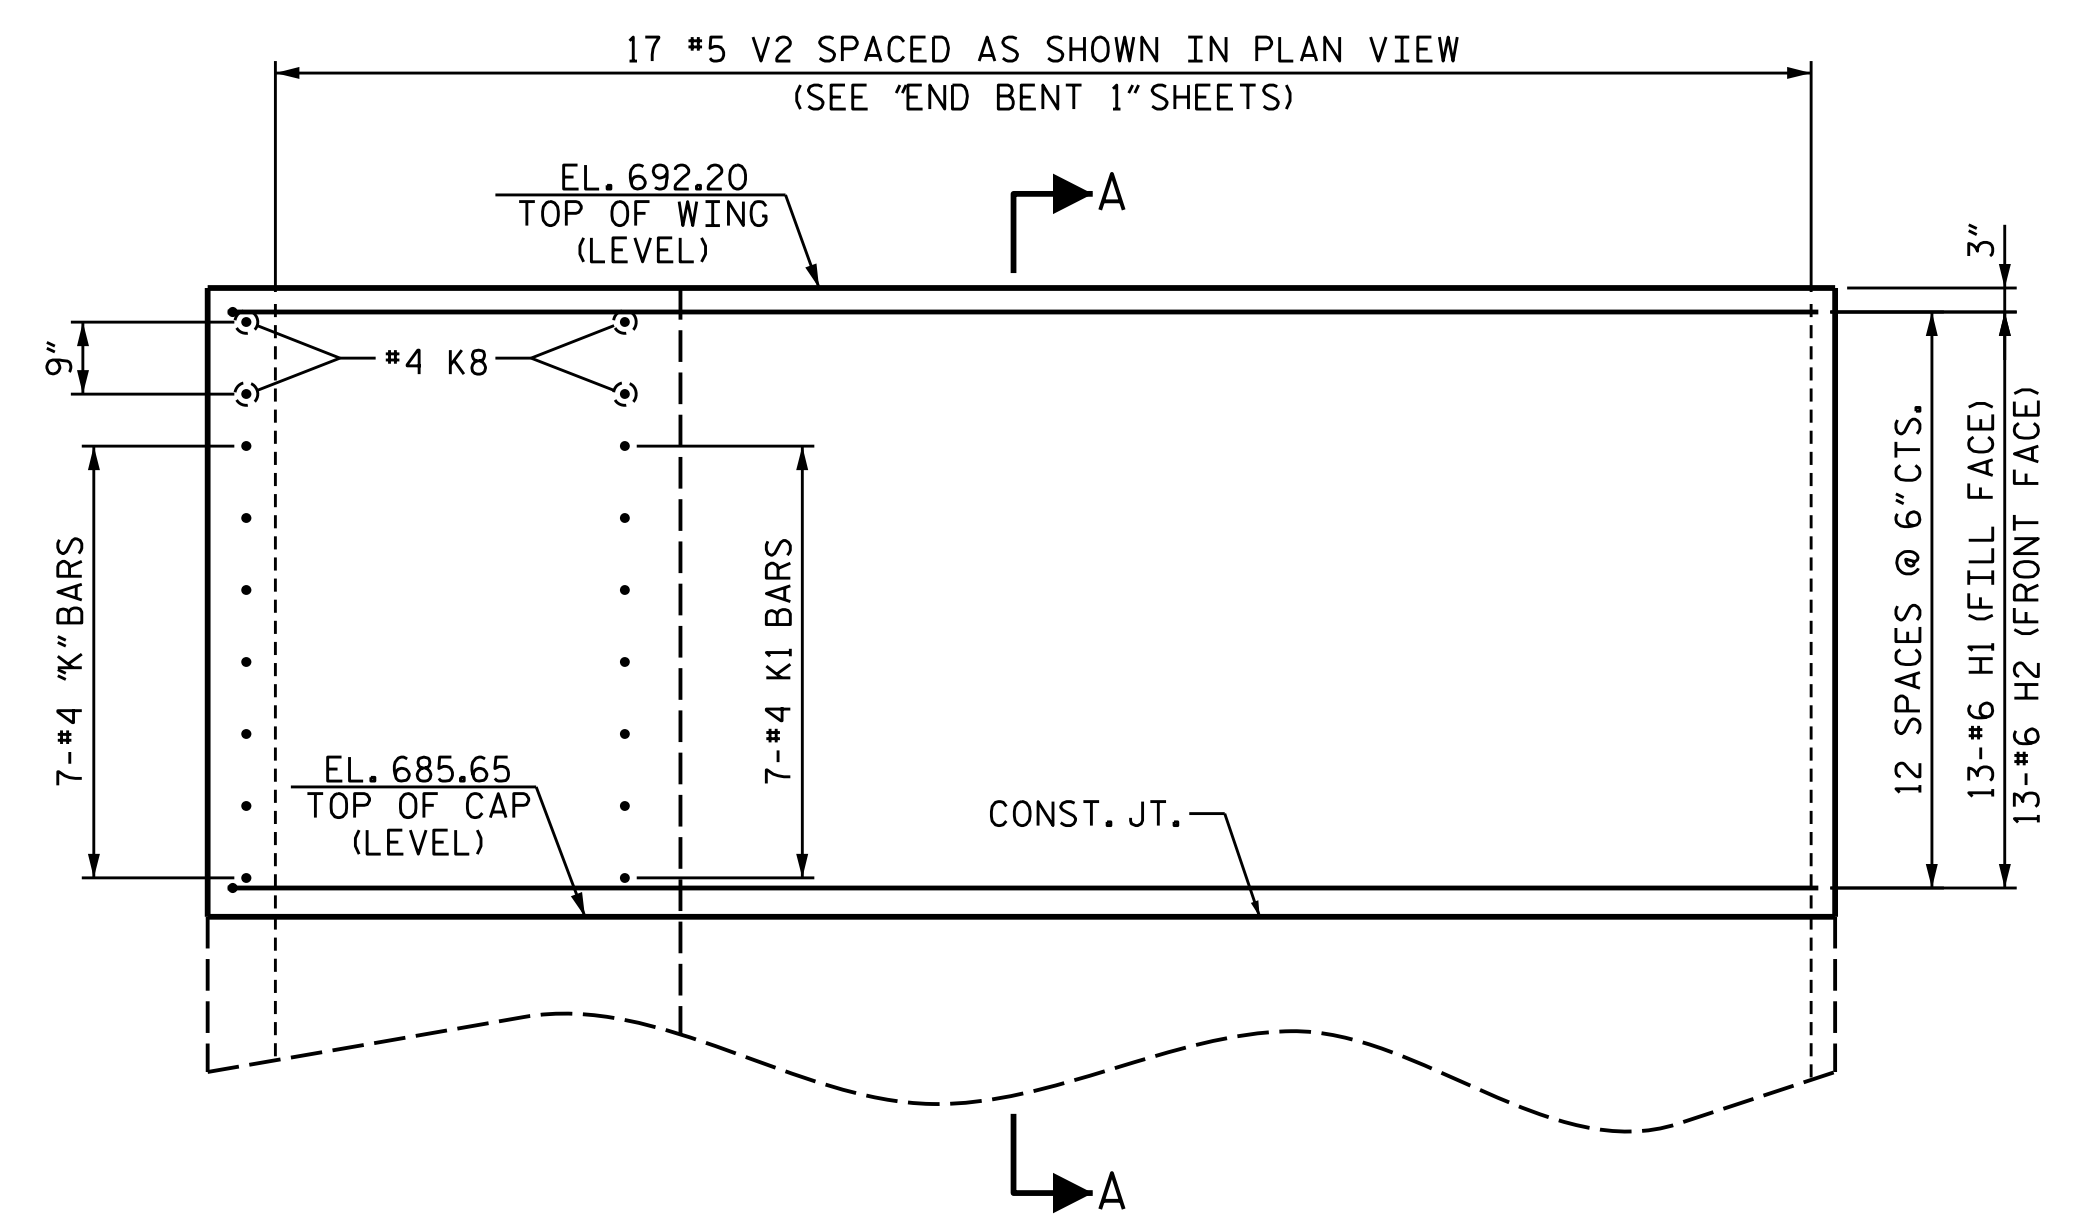 17 #5 V2 SPACED AS SHOWN IN PLAN VIEW
(SEE "END BENT 1" SHEETS)
EL. 692.20
TOP OF WING
(LEVEL)
A
3"
9"
#4 K8
7-#4 "K" BARS
7-#4 K1 BARS
12 SPACES @ 6" CTS.
13-#6 H1 (FILL FACE)
13-#6 H2 (FRONT FACE)
EL. 685.65
TOP OF CAP
(LEVEL)
CONST. JT.
A